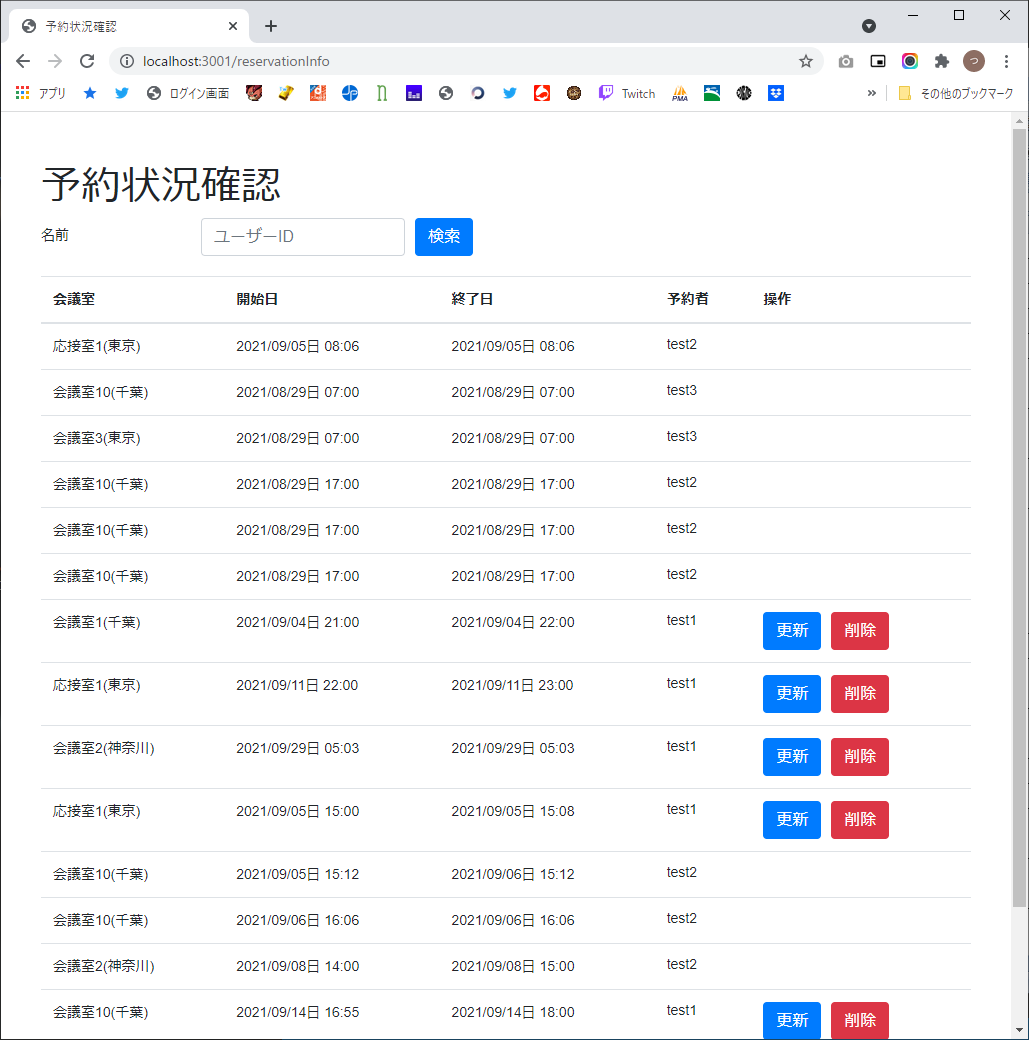 予約状況確認
localhost:3001/reservationInfo
つ
アプリ ログイン画面 Twitch PMA » その他のブックマーク
予約状況確認
名前 ユーザーID 検索
会議室 開始日 終了日 予約者 操作
応接室1(東京) 2021/09/05日 08:06 2021/09/05日 08:06 test2
会議室10(千葉) 2021/08/29日 07:00 2021/08/29日 07:00 test3
会議室3(東京) 2021/08/29日 07:00 2021/08/29日 07:00 test3
会議室10(千葉) 2021/08/29日 17:00 2021/08/29日 17:00 test2
会議室10(千葉) 2021/08/29日 17:00 2021/08/29日 17:00 test2
会議室10(千葉) 2021/08/29日 17:00 2021/08/29日 17:00 test2
会議室1(千葉) 2021/09/04日 21:00 2021/09/04日 22:00 test1 更新 削除
応接室1(東京) 2021/09/11日 22:00 2021/09/11日 23:00 test1 更新 削除
会議室2(神奈川) 2021/09/29日 05:03 2021/09/29日 05:03 test1 更新 削除
応接室1(東京) 2021/09/05日 15:00 2021/09/05日 15:08 test1 更新 削除
会議室10(千葉) 2021/09/05日 15:12 2021/09/06日 15:12 test2
会議室10(千葉) 2021/09/06日 16:06 2021/09/06日 16:06 test2
会議室2(神奈川) 2021/09/08日 14:00 2021/09/08日 15:00 test2
会議室10(千葉) 2021/09/14日 16:55 2021/09/14日 18:00 test1 更新 削除